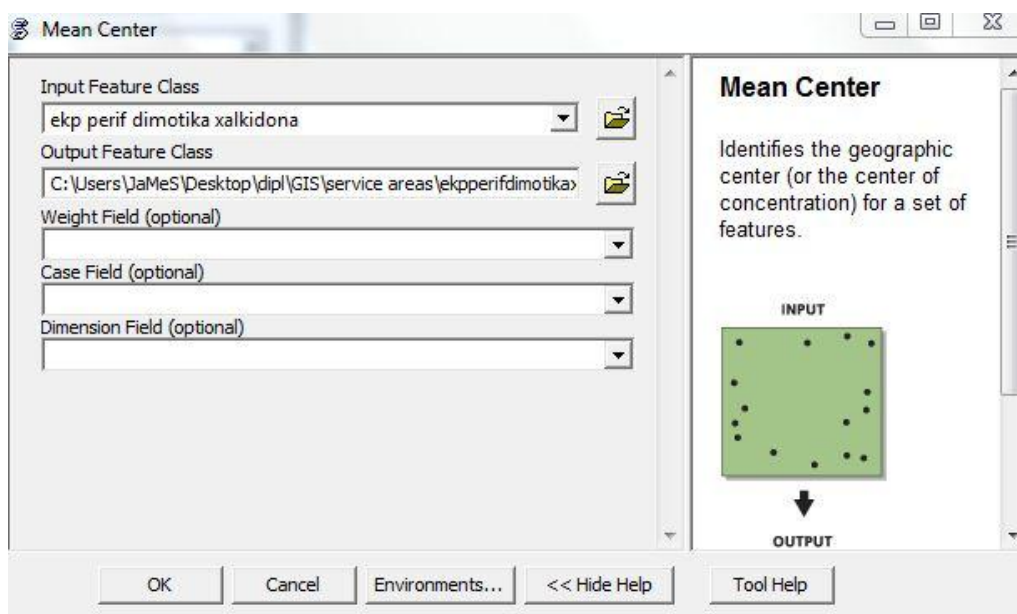 Mean Center
Input Feature Class
ekp perif dimotika xalkidona
Output Feature Class
C:\Users\JaMeS\Desktop\dipl\GIS\service areas\ekpperifdimotikax
Weight Field (optional)
Case Field (optional)
Dimension Field (optional)
Mean Center
Identifies the geographic
center (or the center of
concentration) for a set of
features.
INPUT
OUTPUT
OK
Cancel
Environments...
<< Hide Help
Tool Help